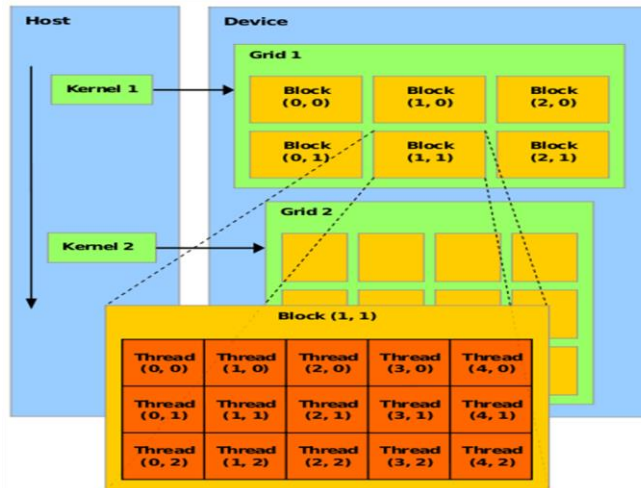 Host
Device
Grid 1
Kernel 1
Block
(0, 0)
Block
(1, 0)
Block
(2, 0)
Block
(0, 1)
Block
(1, 1)
Block
(2, 1)
Grid 2
Kernel 2
Block (1, 1)
Thread
(0, 0)
Thread
(1, 0)
Thread
(2, 0)
Thread
(3, 0)
Thread
(4, 0)
Thread
(0, 1)
Thread
(1, 1)
Thread
(2, 1)
Thread
(3, 1)
Thread
(4, 1)
Thread
(0, 2)
Thread
(1, 2)
Thread
(2, 2)
Thread
(3, 2)
Thread
(4, 2)